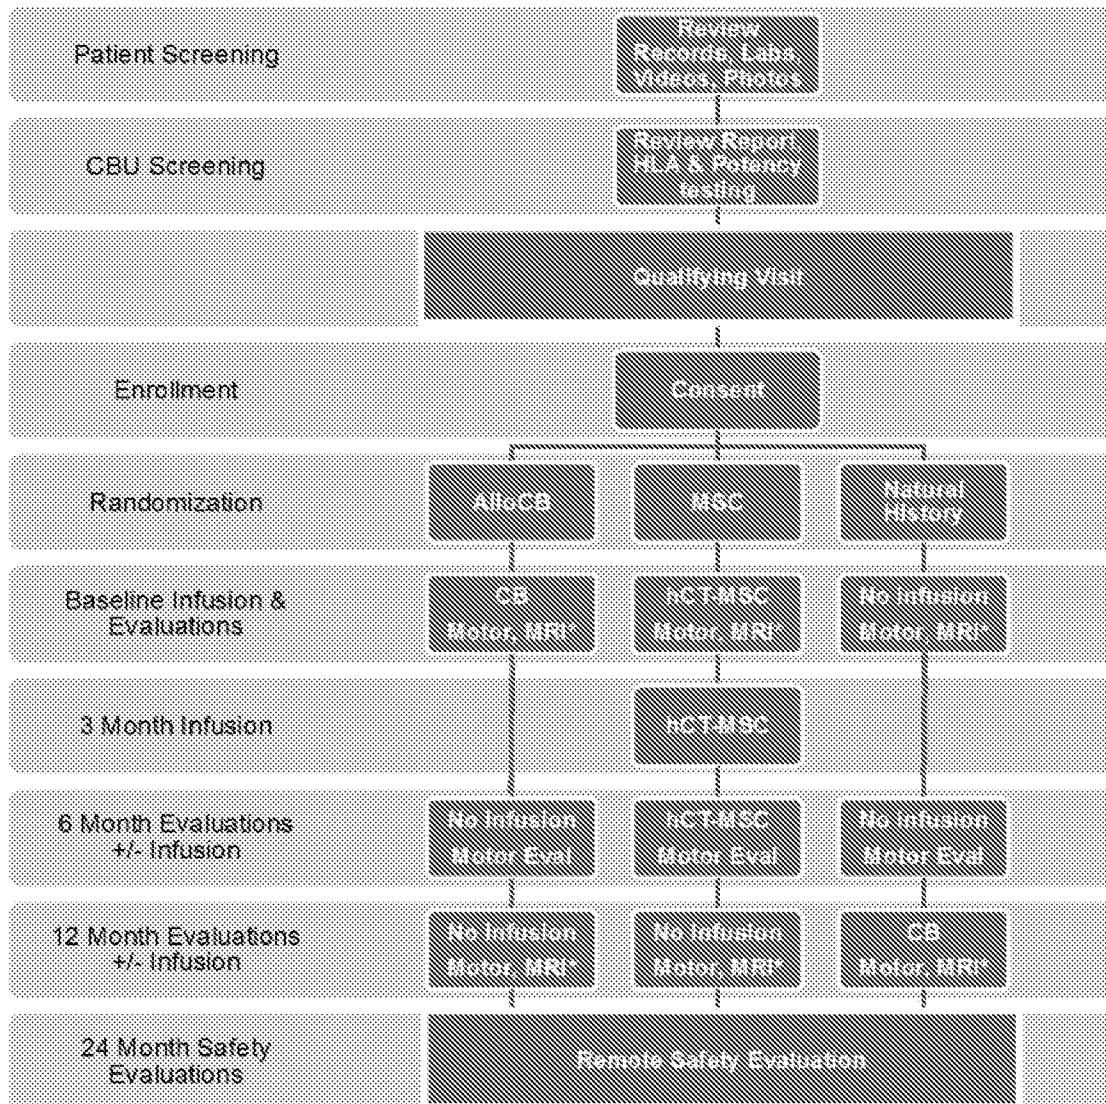 Patient Screening
Review
Records, Labs,
Videos, Photos
CBU Screening
Review Report
HLA & Potency
testing
Qualifying Visit
Enrollment
Consent
Randomization
AlloCB
MSC
Natural
History
Baseline Infusion &
Evaluations
CB
Motor, MRI*
hCT-MSC
Motor, MRI*
No Infusion
Motor, MRI*
3 Month Infusion
hCT-MSC
6 Month Evaluations
+/- Infusion
No Infusion
Motor Eval
hCT-MSC
Motor Eval
No Infusion
Motor Eval
12 Month Evaluations
+/- Infusion
No Infusion
Motor, MRI*
No Infusion
Motor, MRI*
CB
Motor, MRI*
24 Month Safety
Evaluations
Remote Safety Evaluation